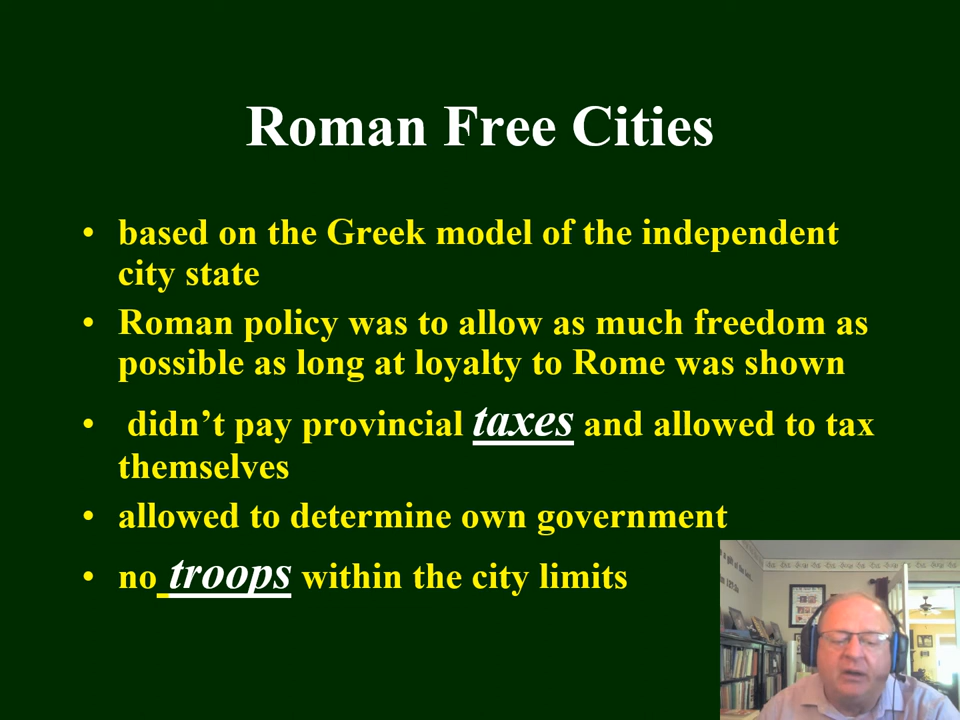 Roman Free Cities
• based on the Greek model of the independent
city state
• Roman policy was to allow as much freedom as
possible as long at loyalty to Rome was shown
• didn’t pay provincial taxes and allowed to tax
themselves
• allowed to determine own government
• no troops within the city limits